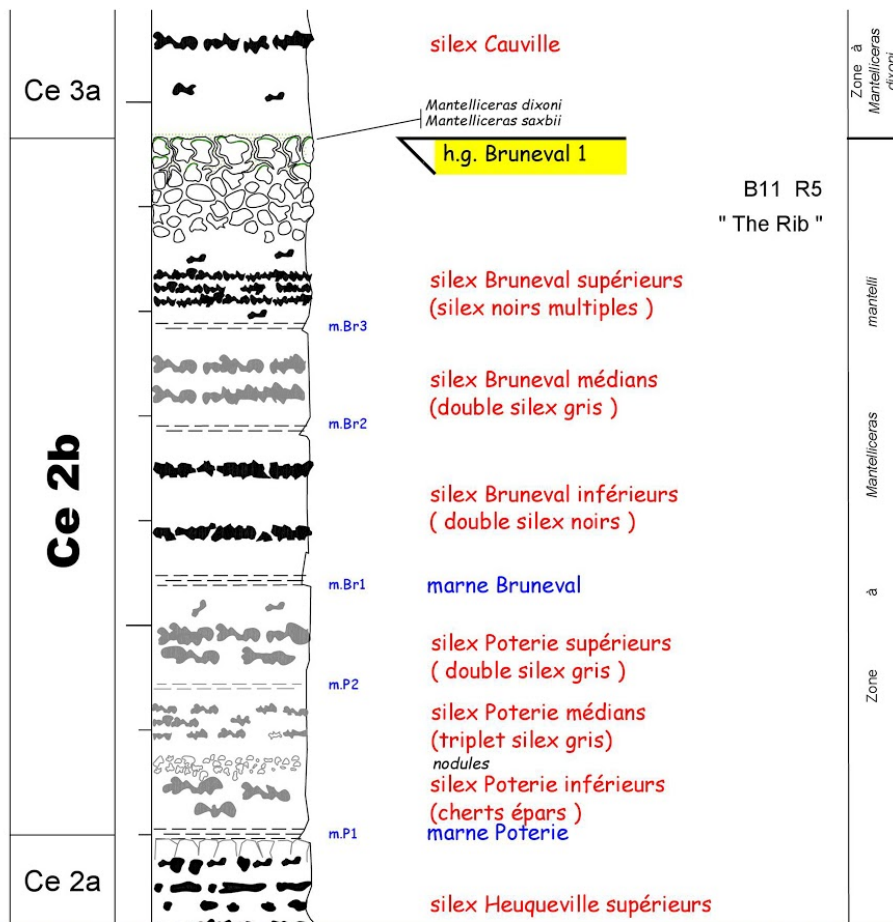 silex Cauville
Ce 3a
Zone à
Mantelliceras
dixoni
Mantelliceras dixoni
Mantelliceras saxbii
h.g. Bruneval 1
B11 R5
" The Rib "
silex Bruneval supérieurs
(silex noirs multiples )
m.Br3
mantelli
silex Bruneval médians
(double silex gris )
m.Br2
Mantelliceras
Ce 2b
silex Bruneval inférieurs
( double silex noirs )
m.Br1
marne Bruneval
à
silex Poterie supérieurs
( double silex gris )
m.P2
Zone
silex Poterie médians
(triplet silex gris)
nodules
silex Poterie inférieurs
(cherts épars )
m.P1
marne Poterie
Ce 2a
silex Heuqueville supérieurs